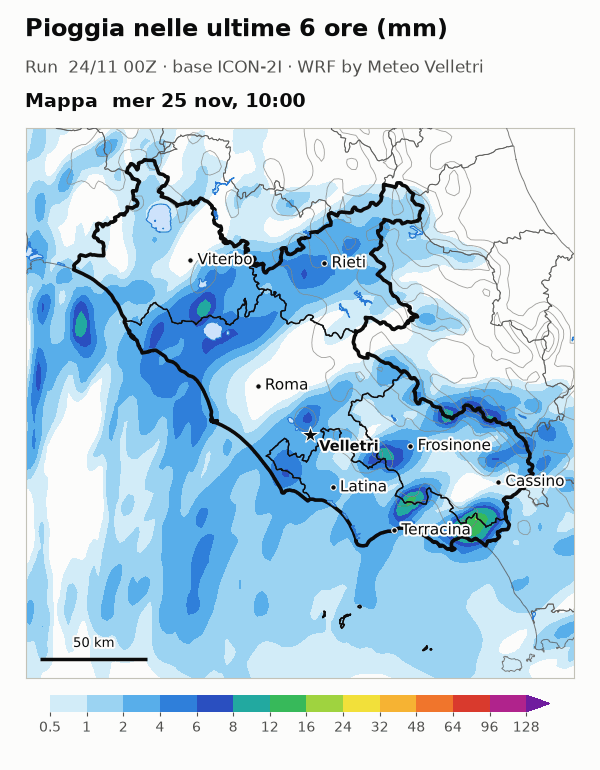 Pioggia nelle ultime 6 ore (mm)
Run  24/11 00Z · base ICON-2I · WRF by Meteo Velletri
Mappa  mer 25 nov, 10:00
Viterbo
Rieti
Roma
Velletri
Frosinone
Cassino
Latina
Terracina
50 km
0.5 1 2 4 6 8 12 16 24 32 48 64 96 128